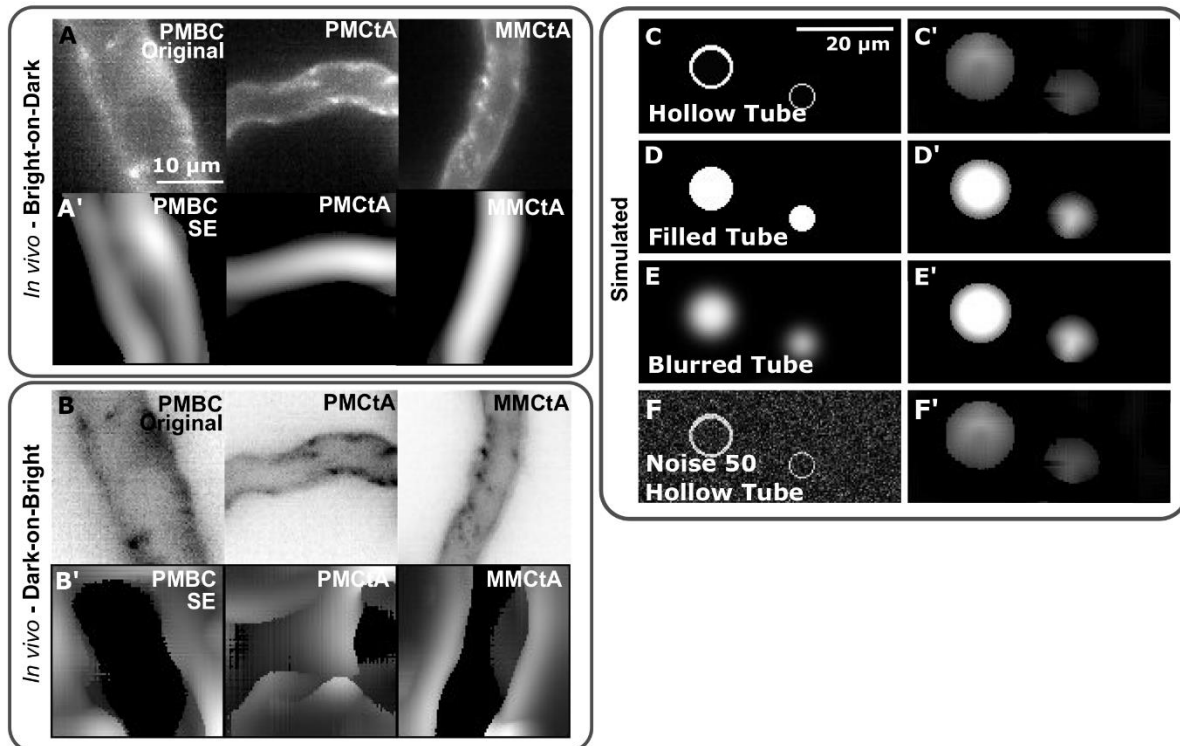 In vivo - Bright-on-Dark
A
PMBC
Original
PMCtA
MMCtA
10 µm
A'
PMBC
SE
PMCtA
MMCtA
In vivo - Dark-on-Bright
B
PMBC
Original
PMCtA
MMCtA
B'
PMBC
SE
PMCtA
MMCtA
Simulated
C
20 µm
Hollow Tube
C'
D
Filled Tube
D'
E
Blurred Tube
E'
F
Noise 50
Hollow Tube
F'